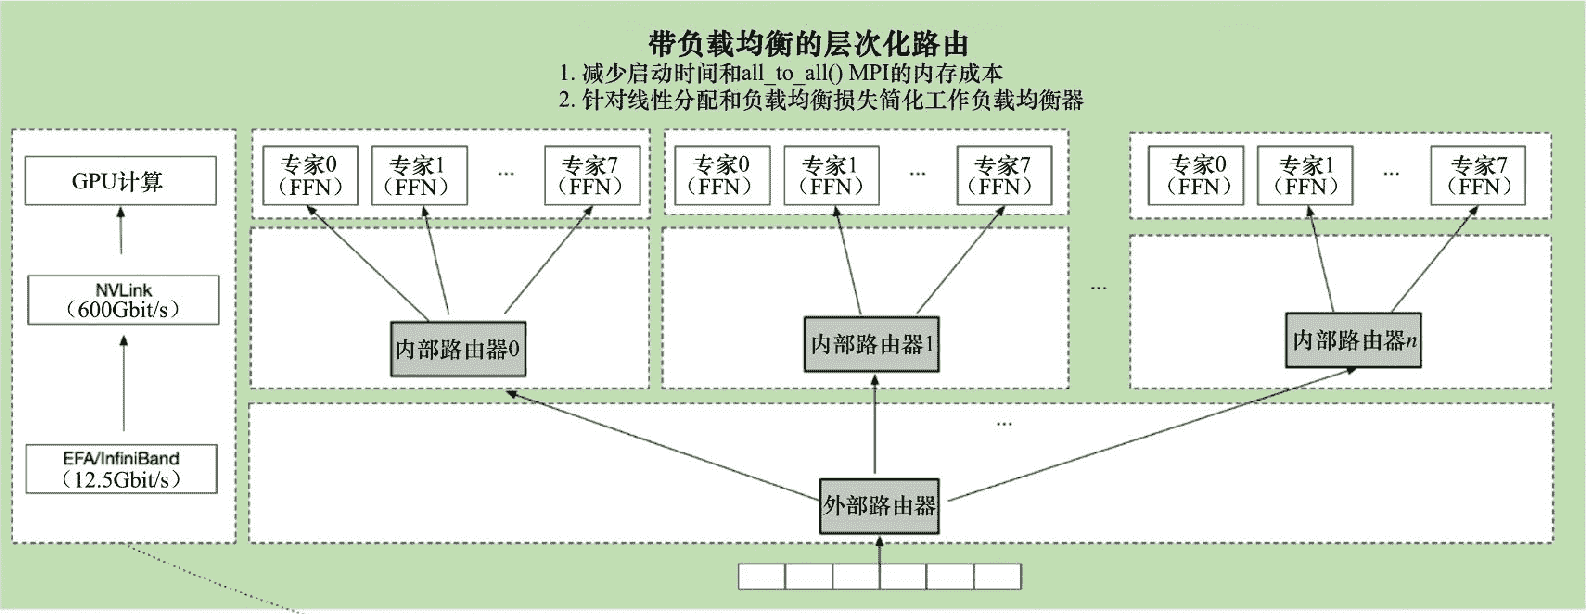 带负载均衡的层次化路由
1. 减少启动时间和all_to_all() MPI的内存成本
2. 针对线性分配和负载均衡损失简化工作负载均衡器
GPU计算
NVLink
（600Gbit/s）
EFA/InfiniBand
（12.5Gbit/s）
专家0
（FFN）
专家1
（FFN）
...
专家7
（FFN）
专家0
（FFN）
专家1
（FFN）
...
专家7
（FFN）
专家0
（FFN）
专家1
（FFN）
...
专家7
（FFN）
内部路由器0
内部路由器1
...
内部路由器n
...
外部路由器